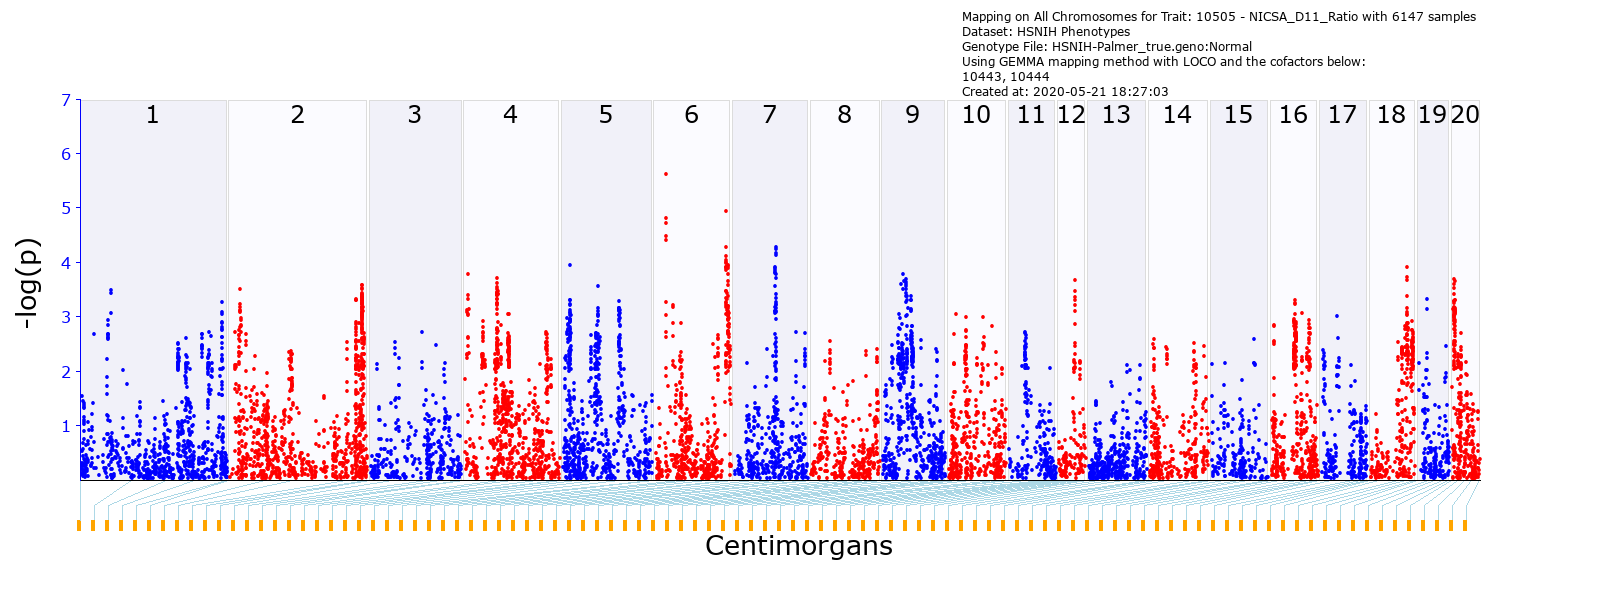 Mapping on All Chromosomes for Trait: 10505 - NICSA_D11_Ratio with 6147 samples
Dataset: HSNIH Phenotypes
Genotype File: HSNIH-Palmer_true.geno:Normal
Using GEMMA mapping method with LOCO and the cofactors below:
10443, 10444
Created at: 2020-05-21 18:27:03
1 2 3 4 5 6 7 8 9 10 11 12 13 14 15 16 17 18 19 20
7
6
5
4
3
2
1
-log(p)
Centimorgans